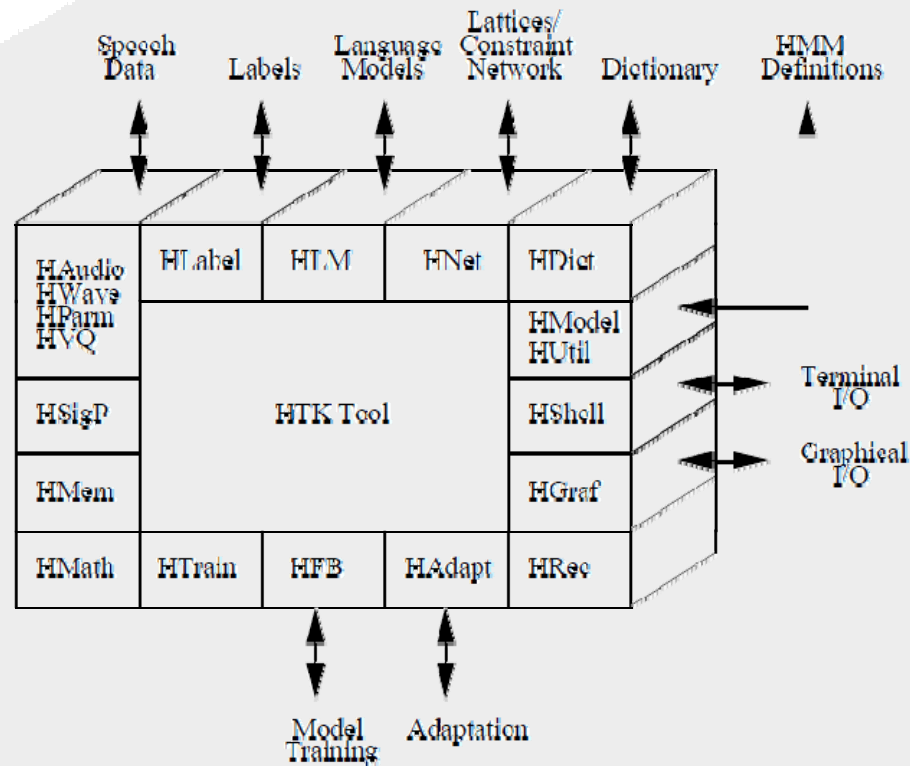 Speech
Data
Labels
Language
Models
Lattices/
Constraint
Network
Dictionary
HMM
Definitions
HAudio
HWave
HParm
HVQ
HLabel
HLM
HNet
HDict
HModel
HUtil
HSigP
HTK Tool
HShell
Terminal
I/O
HMem
HGraf
Graphical
I/O
HMath
HTrain
HFB
HAdapt
HRec
Model
Training
Adaptation